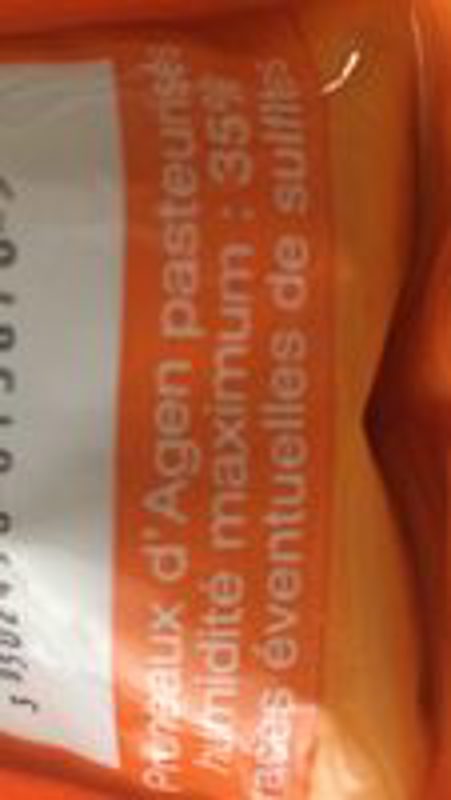 Pruneaux d'Agen pasteurisés
humidité maximum : 35%
traces éventuelles de sulfites